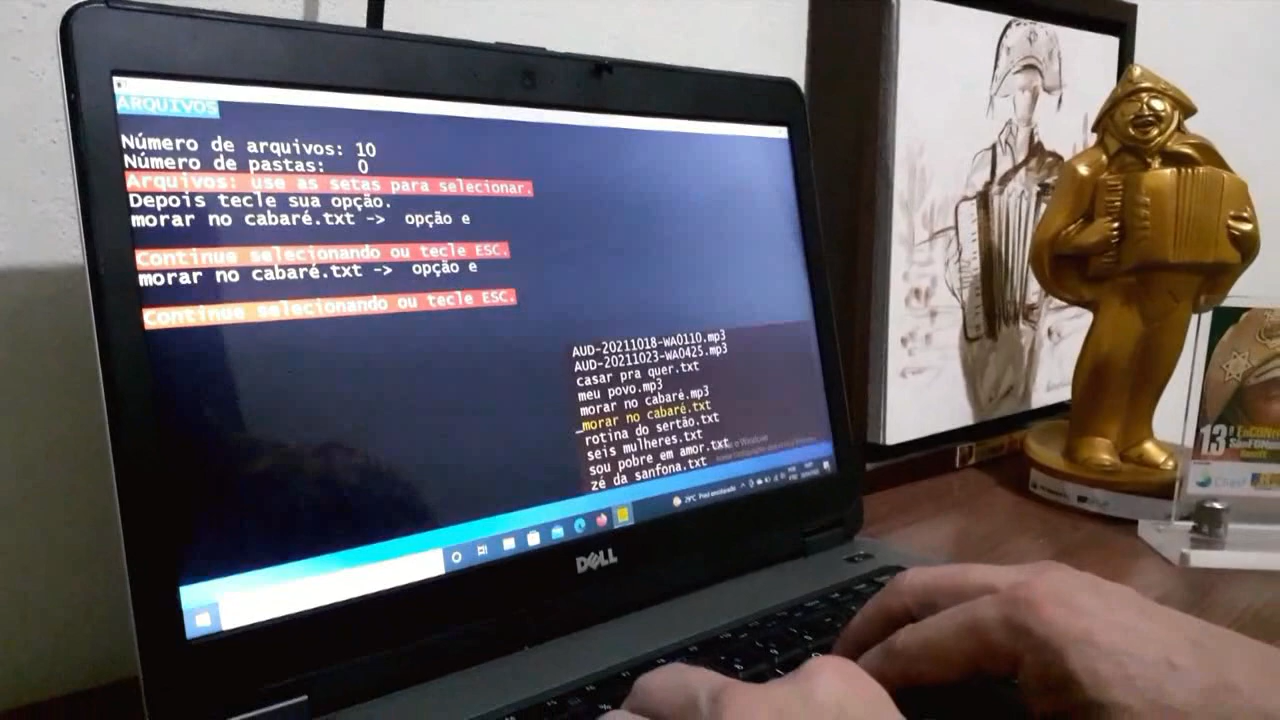 ARQUIVOS
Número de arquivos: 10
Número de pastas: 0
Arquivos: use as setas para selecionar.
Depois tecle sua opção.
morar no cabaré.txt -> opção e
Continue selecionando ou tecle ESC.
morar no cabaré.txt -> opção e
Continue selecionando ou tecle ESC.
AUD-20211018-WA0110.mp3
AUD-20211023-WA0425.mp3
casar pra quer.txt
meu povo.mp3
morar no cabaré.mp3
_morar no cabaré.txt
rotina do sertão.txt
seis mulheres.txt
sou pobre em amor.txt
zé da sanfona.txt
29°C
DELL
13º
Chesf